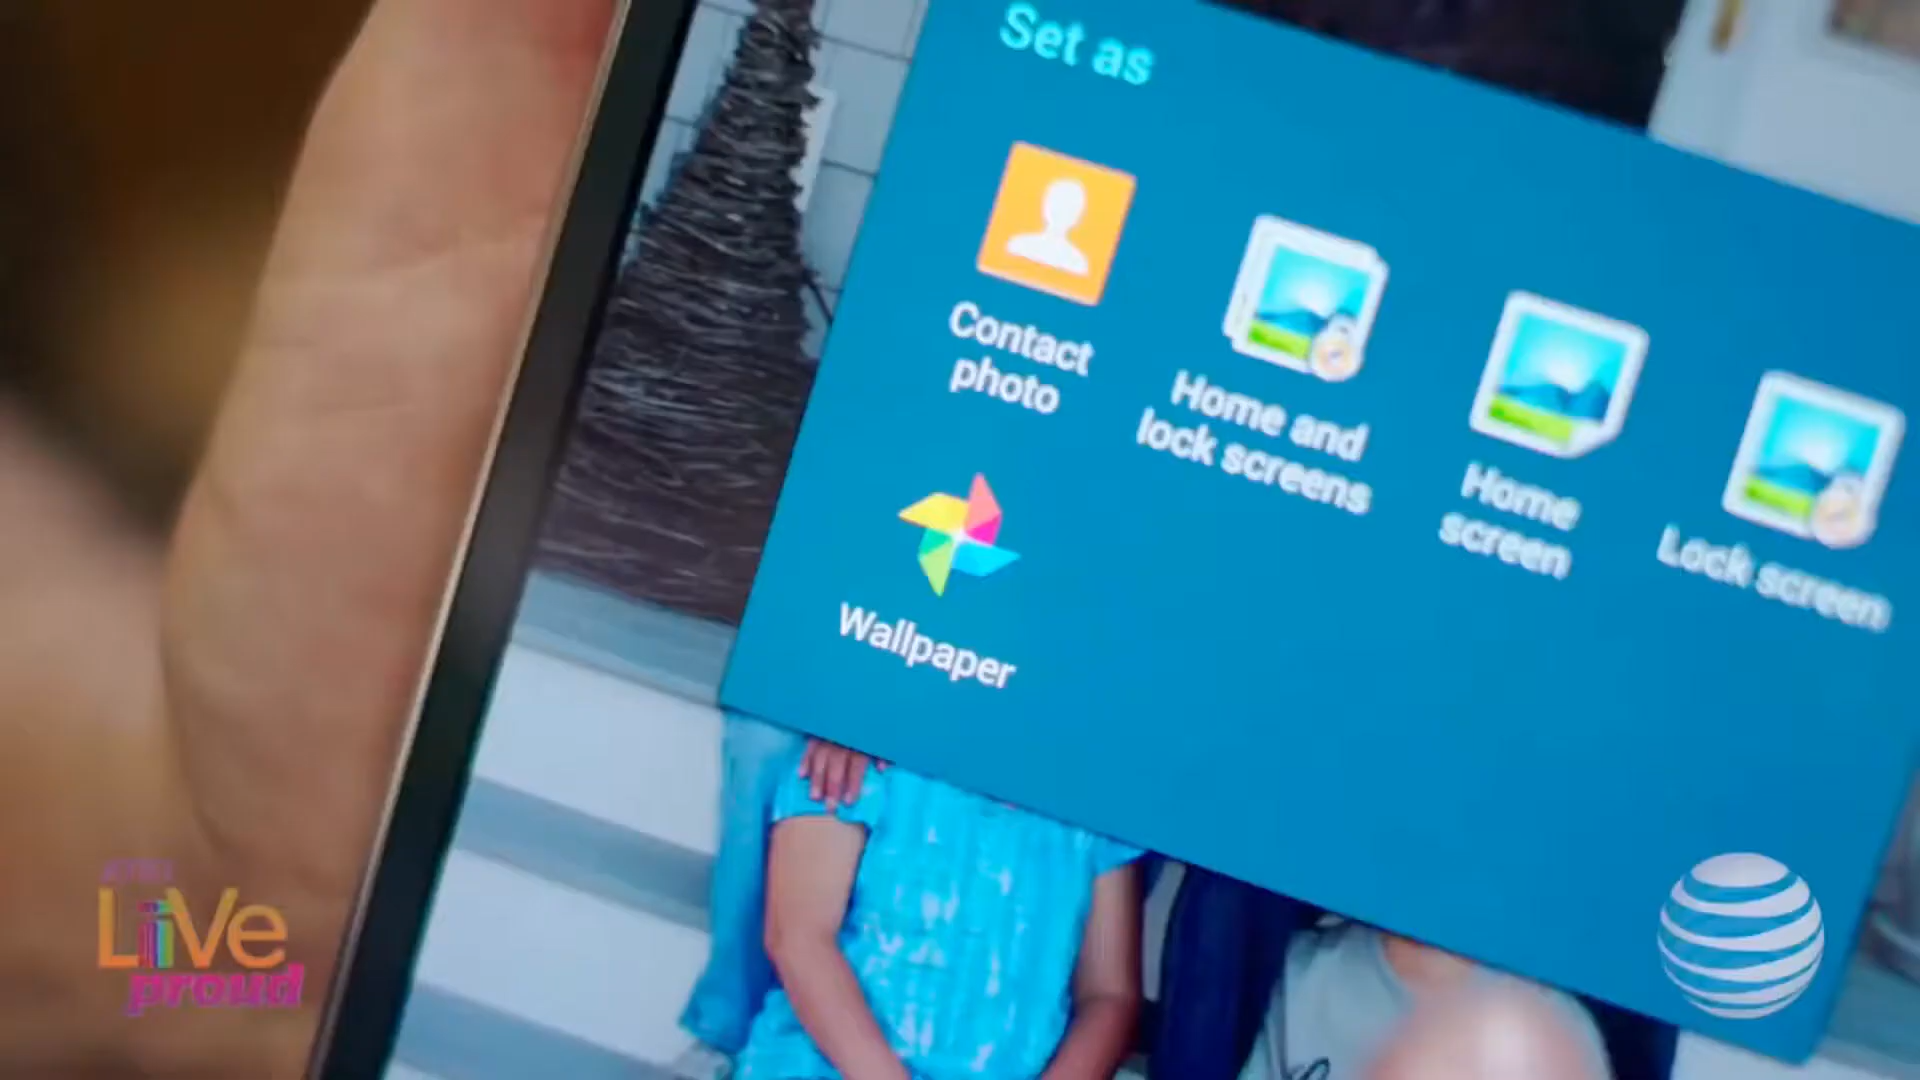 Set as
Contact
photo
Home and
lock screens
Home
screen
Lock screen
Wallpaper
LiVe
proud